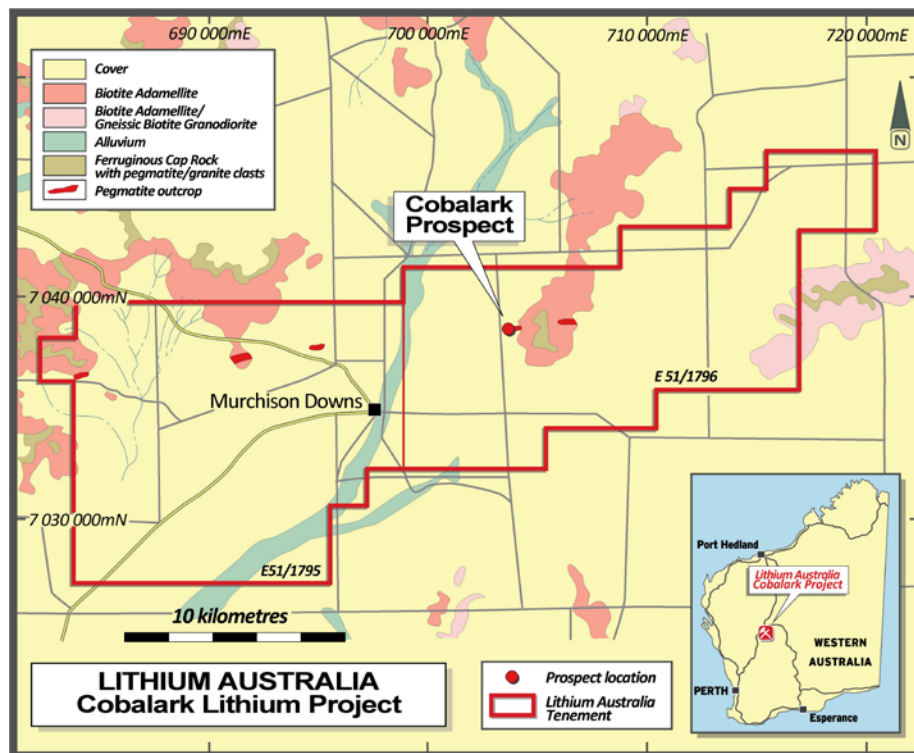 690 000mE
700 000mE
710 000mE
720 000mE
Cover
Biotite Adamellite
Biotite Adamellite/
Gneissic Biotite Granodiorite
Alluvium
Ferruginous Cap Rock
with pegmatite/granite clasts
Pegmatite outcrop
N
Cobalark
Prospect
7 040 000mN
E 51/1796
Murchison Downs
7 030 000mN
E51/1795
10 kilometres
LITHIUM AUSTRALIA
Cobalark Lithium Project
Prospect location
Lithium Australia
Tenement
Port Hedland
Lithium Australia
Cobalark Project
WESTERN
AUSTRALIA
PERTH
Esperance